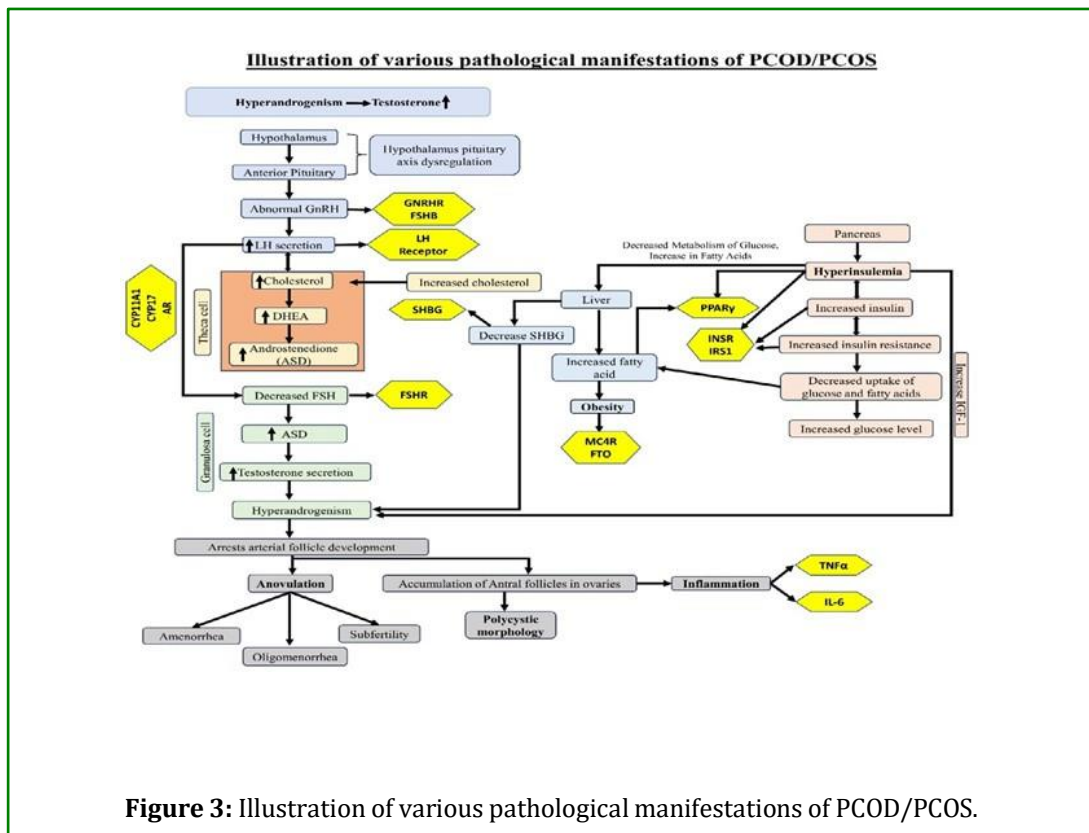 Illustration of various pathological manifestations of PCOD/PCOS
Hyperandrogenism Testosterone
Hypothalamus
Anterior Pituitary
Hypothalamus pituitary
axis dysregulation
Abnormal GnRH
GNRHR
FSHB
LH secretion
LH
Receptor
CYP11A1
CYP17
AR
Theca cell
Cholesterol
Increased cholesterol
DHEA
Androstenedione
(ASD)
SHBG
Decrease SHBG
Decreased FSH
FSHR
Granulosa cell
ASD
Testosterone secretion
Hyperandrogenism
Decreased Metabolism of Glucose,
Increase in Fatty Acids
Liver
PPARγ
Increased fatty
acid
Obesity
MC4R
FTO
Pancreas
Hyperinsulemia
Increased insulin
INSR
IRS1
Increased insulin resistance
Decreased uptake of
glucose and fatty acids
Increased glucose level
Increase IGF-1
Arrests arterial follicle development
Anovulation
Accumulation of Antral follicles in ovaries
Inflammation
TNFα
IL-6
Amenorrhea
Oligomenorrhea
Subfertility
Polycystic
morphology
Figure 3: Illustration of various pathological manifestations of PCOD/PCOS.